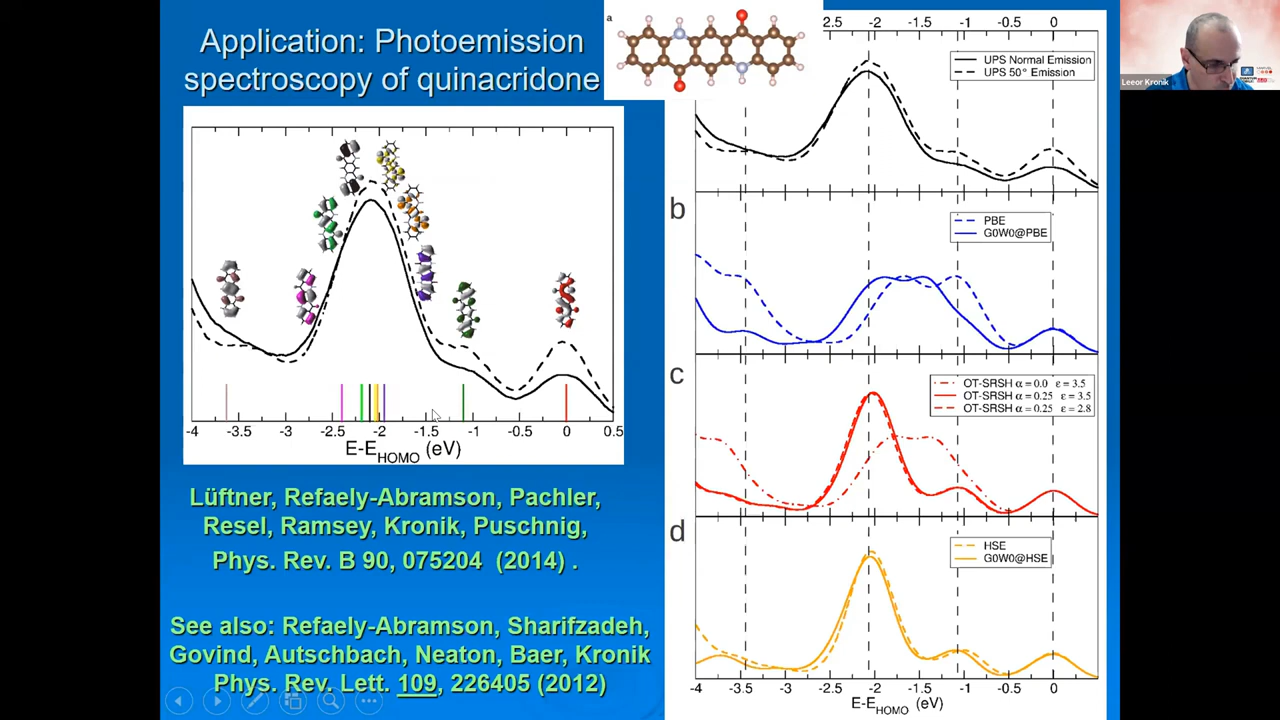 Application: Photoemission
spectroscopy of quinacridone
-4 -3.5 -3 -2.5 -2 -1.5 -1 -0.5 0 0.5
E-E_HOMO (eV)
Lüftner, Refaely-Abramson, Pachler,
Resel, Ramsey, Kronik, Puschnig,
Phys. Rev. B 90, 075204 (2014) .
See also: Refaely-Abramson, Sharifzadeh,
Govind, Autschbach, Neaton, Baer, Kronik
Phys. Rev. Lett. 109, 226405 (2012)
a
2.5 -2 -1.5 -1 -0.5 0
UPS Normal Emission
UPS 50° Emission
b
PBE
G0W0@PBE
c
OT-SRSH α = 0.0 ε = 3.5
OT-SRSH α = 0.25 ε = 3.5
OT-SRSH α = 0.25 ε = 2.8
d
HSE
G0W0@HSE
-4 -3.5 -3 -2.5 -2 -1.5 -1 -0.5 0
E-E_HOMO (eV)
Leeor Kronik